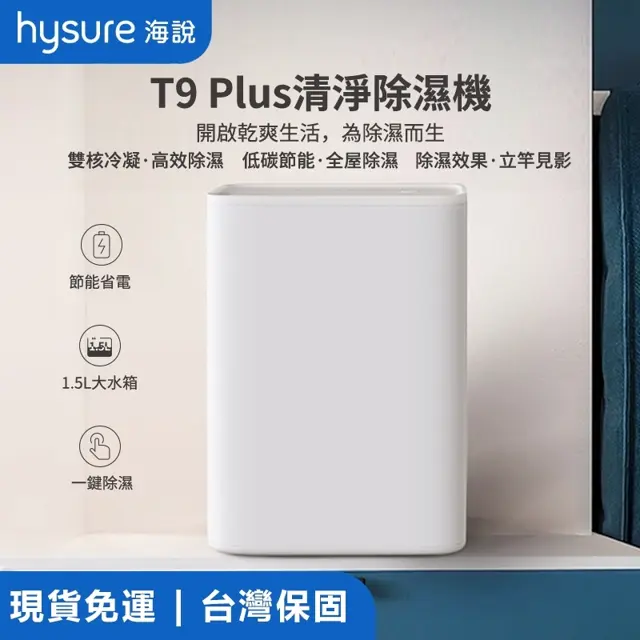 hysure 海說
T9 Plus清淨除濕機
開啟乾爽生活，為除濕而生
雙核冷凝·高效除濕 低碳節能·全屋除濕 除濕效果·立竿見影
節能省電
1.5L
1.5L大水箱
一鍵除濕
現貨免運 | 台灣保固